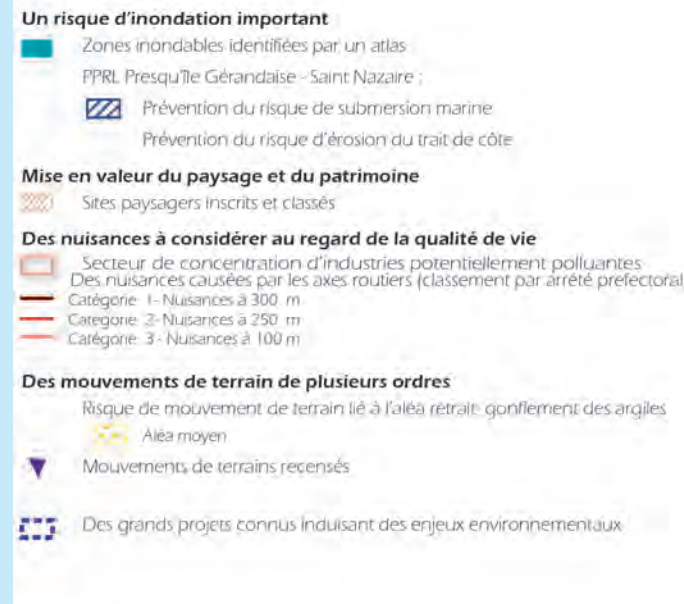 Un risque d'inondation important
Zones inondables identifiées par un atlas
PPRL Presqu'île Gérandaise - Saint Nazaire :
Prévention du risque de submersion marine
Prévention du risque d'érosion du trait de côte
Mise en valeur du paysage et du patrimoine
Sites paysagers inscrits et classés
Des nuisances à considérer au regard de la qualité de vie
Secteur de concentration d'industries potentiellement polluantes
Des nuisances causées par les axes routiers (classement par arrêté prefectoral
Catégorie 1- Nuisances à 300 m
Catégorie 2- Nuisances à 250 m
Catégorie 3 - Nuisances à 100 m
Des mouvements de terrain de plusieurs ordres
Risque de mouvement de terrain lié à l'aléa retrait- gonflement des argiles
Aléa moyen
Mouvements de terrains recensés
Des grands projets connus induisant des enjeux environnementaux